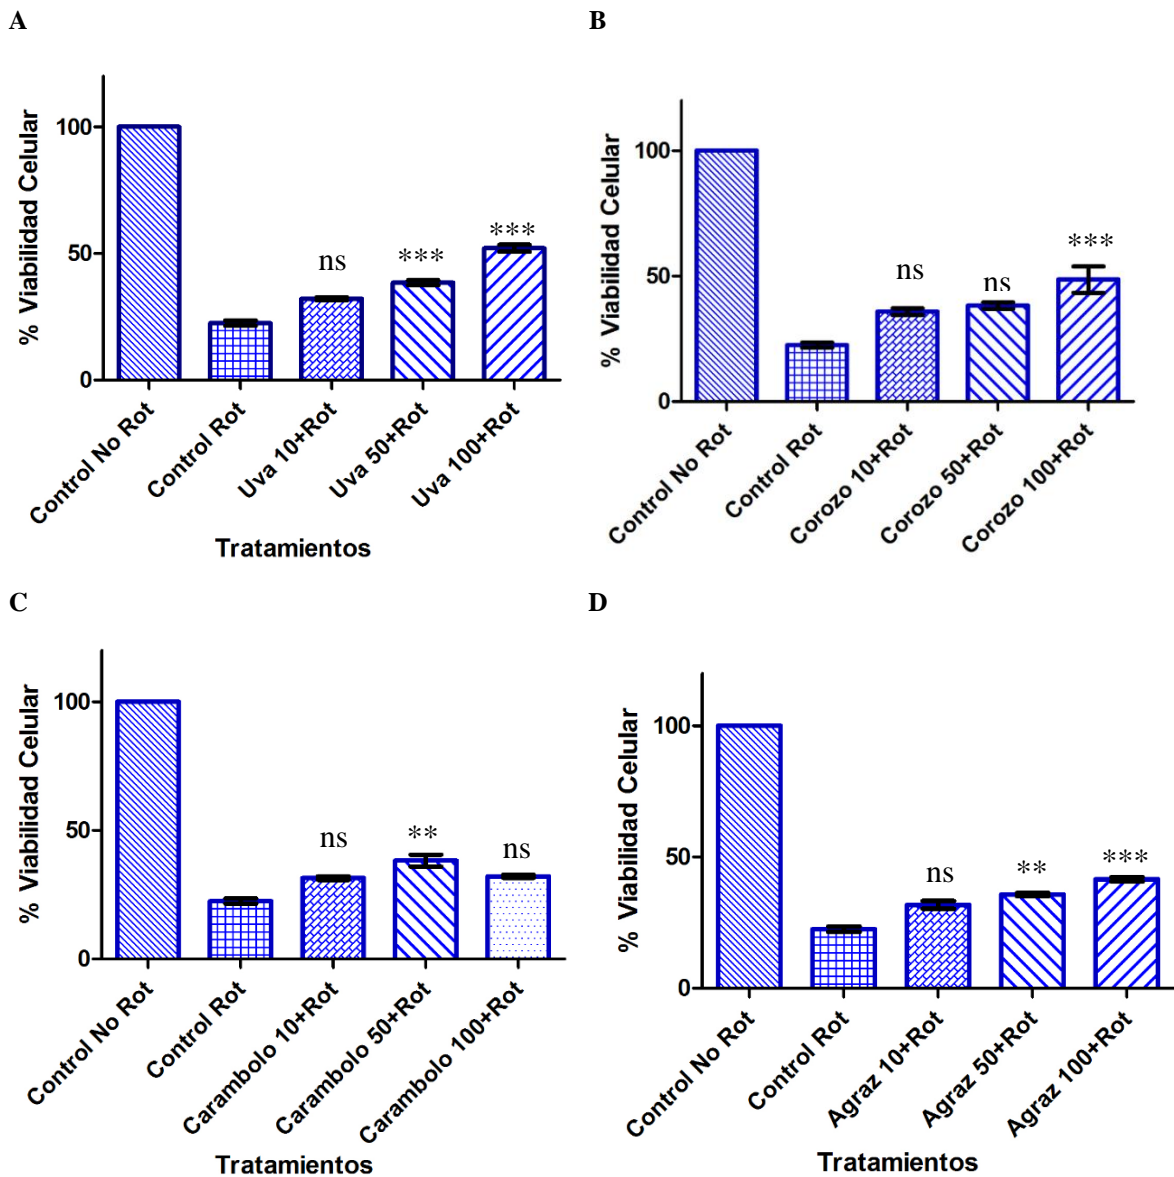 A
% Viabilidad Celular
100
50
0
ns
***
***
Control No Rot
Control Rot
Uva 10+Rot
Uva 50+Rot
Uva 100+Rot
Tratamientos
B
% Viabilidad Celular
100
50
0
ns
ns
***
Control No Rot
Control Rot
Corozo 10+Rot
Corozo 50+Rot
Corozo 100+Rot
C
% Viabilidad Celular
100
50
0
ns
**
ns
Control No Rot
Control Rot
Carambolo 10+Rot
Carambolo 50+Rot
Carambolo 100+Rot
Tratamientos
D
% Viabilidad Celular
100
50
0
ns
**
***
Control No Rot
Control Rot
Agraz 10+Rot
Agraz 50+Rot
Agraz 100+Rot
Tratamientos